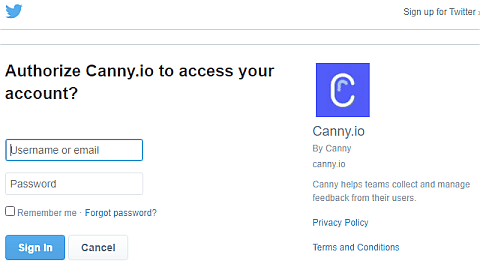 Sign up for Twitter ›
Authorize Canny.io to access your
account?
Username or email
Password
Remember me · Forgot password?
Sign In
Cancel
Canny.io
By Canny
canny.io
Canny helps teams collect and manage
feedback from their users.
Privacy Policy
Terms and Conditions